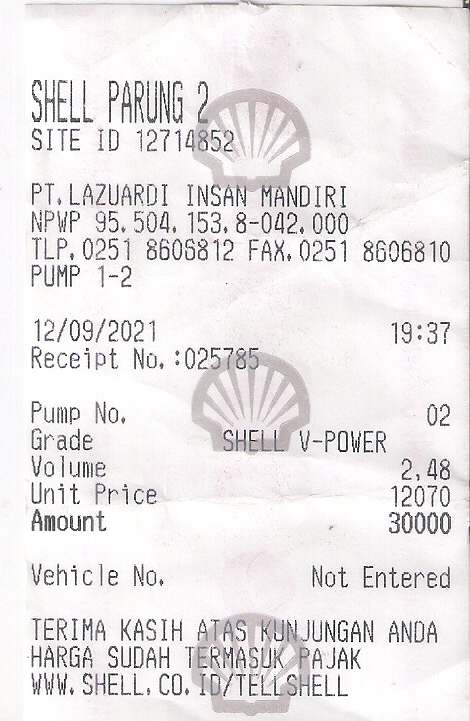 SHELL PARUNG 2
SITE ID 12714852
PT.LAZUARDI INSAN MANDIRI
NPWP 95.504.153.8-042.000
TLP.0251 8606812 FAX.0251 8606810
PUMP 1-2
12/09/2021 19:37
Receipt No.:025785
Pump No. 02
Grade SHELL V-POWER
Volume 2,48
Unit Price 12070
Amount 30000
Vehicle No. Not Entered
TERIMA KASIH ATAS KUNJUNGAN ANDA
HARGA SUDAH TERMASUK PAJAK
WWW.SHELL.CO.ID/TELLSHELL